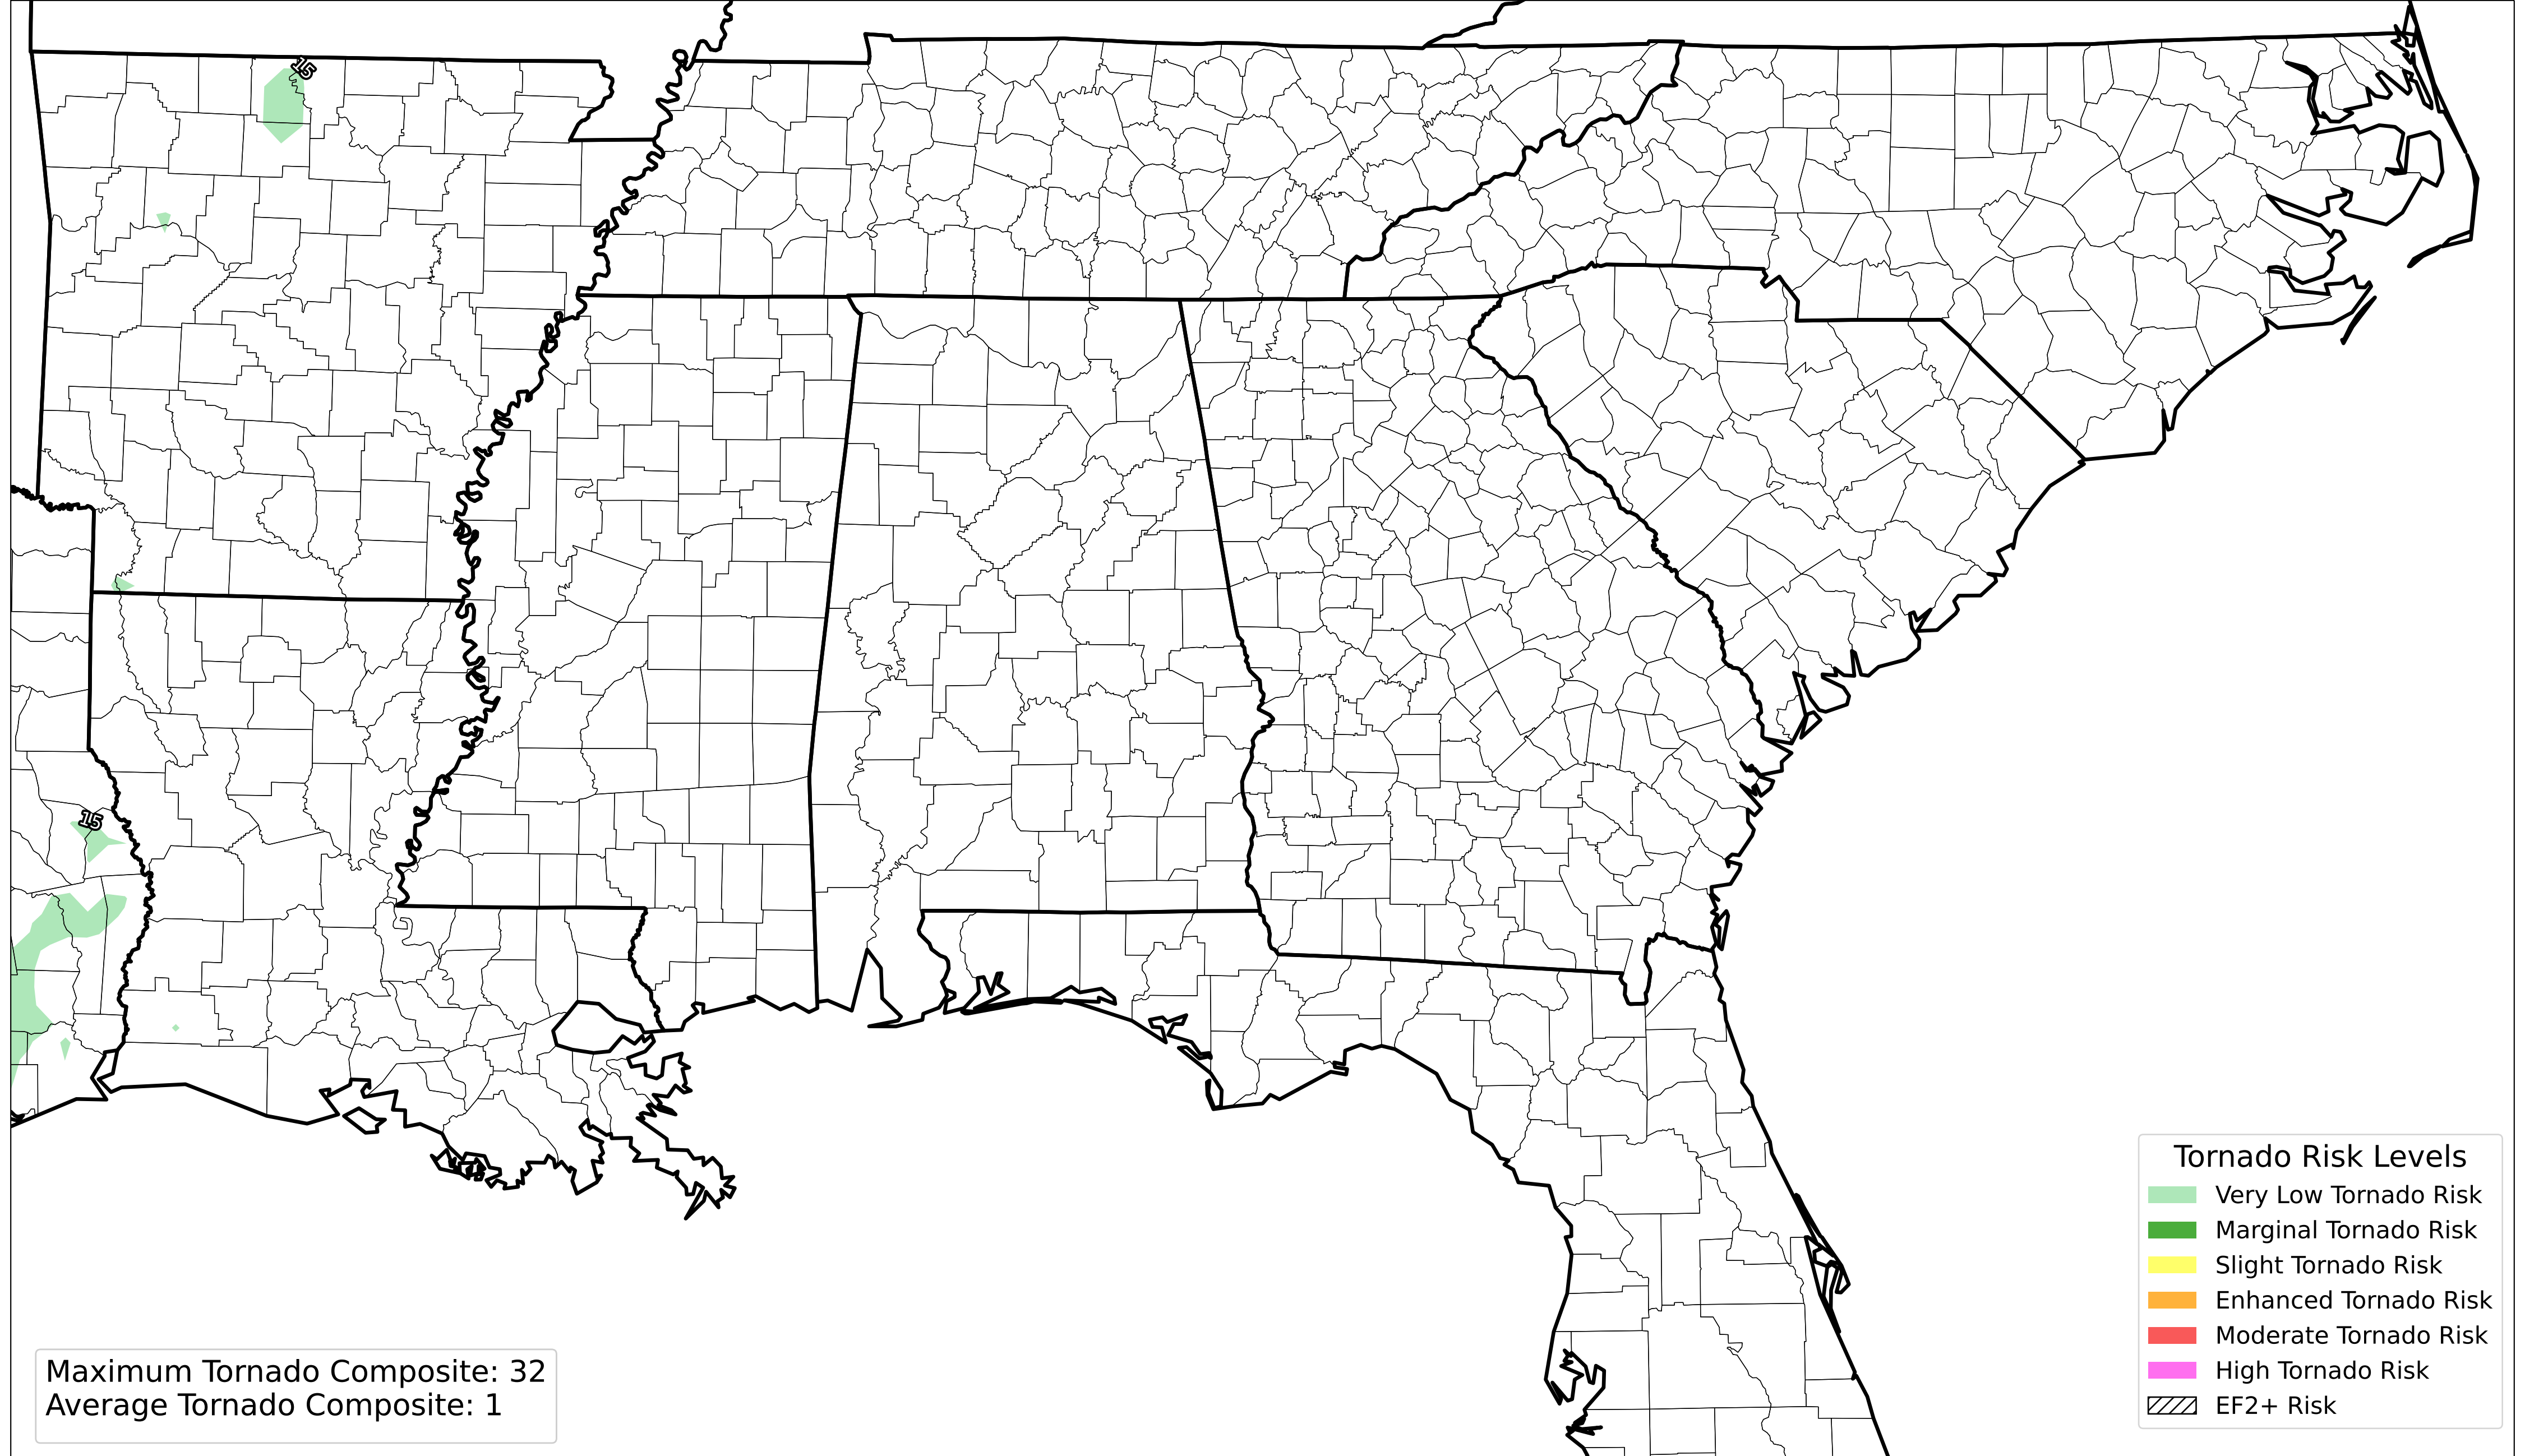 15
15
Tornado Risk Levels
Very Low Tornado Risk
Marginal Tornado Risk
Slight Tornado Risk
Enhanced Tornado Risk
Moderate Tornado Risk
High Tornado Risk
EF2+ Risk
Maximum Tornado Composite: 32
Average Tornado Composite: 1